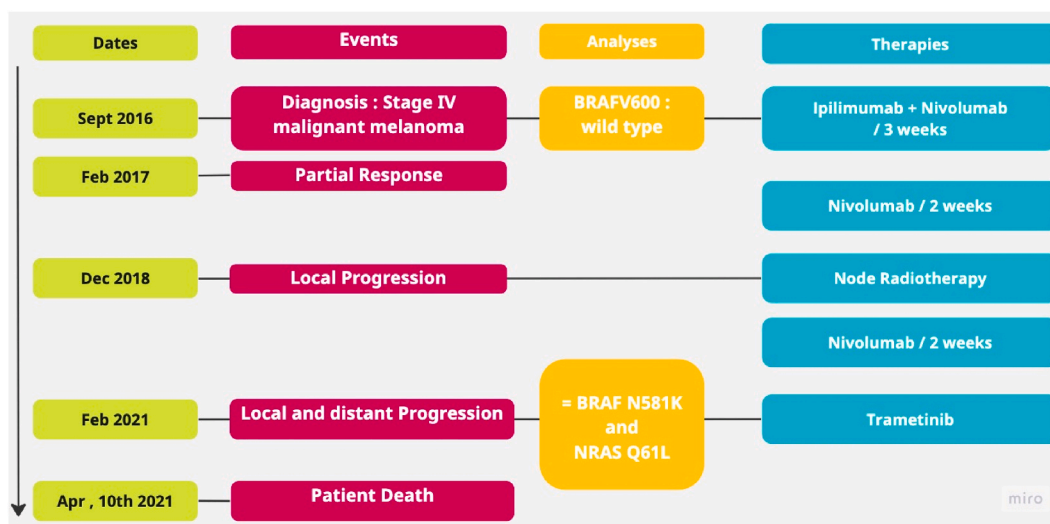 Dates
Events
Analyses
Therapies
Sept 2016
Diagnosis : Stage IV
malignant melanoma
BRAFV600 :
wild type
Ipilimumab + Nivolumab
/ 3 weeks
Feb 2017
Partial Response
Nivolumab / 2 weeks
Dec 2018
Local Progression
Node Radiotherapy
Nivolumab / 2 weeks
Feb 2021
Local and distant Progression
= BRAF N581K
and
NRAS Q61L
Trametinib
Apr , 10th 2021
Patient Death
miro